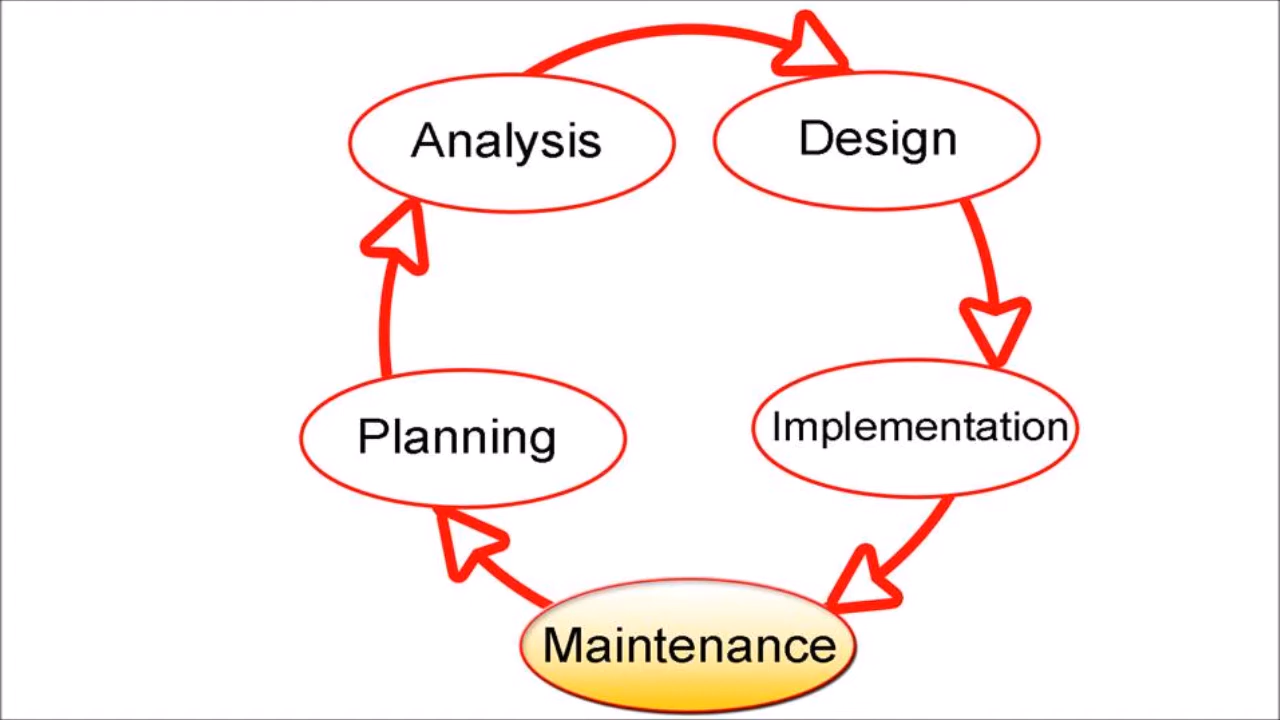 Analysis
Design
Planning
Implementation
Maintenance